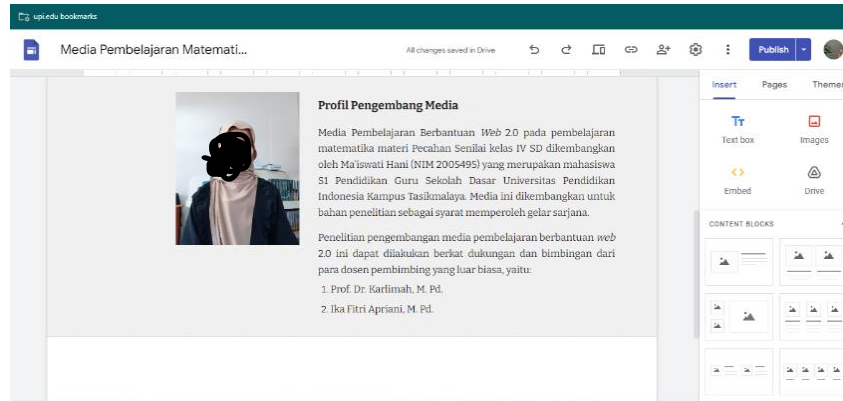 upi.edu bookmarks
Media Pembelajaran Matemati...
All changes saved in Drive
Publish
Insert Pages Themes
Profil Pengembang Media
Media Pembelajaran Berbantuan Web 2.0 pada pembelajaran
matematika materi Pecahan Senilai kelas IV SD dikembangkan
oleh Ma'iswati Hani (NIM 2005495) yang merupakan mahasiswa
S1 Pendidikan Guru Sekolah Dasar Universitas Pendidikan
Indonesia Kampus Tasikmalaya. Media ini dikembangkan untuk
bahan penelitian sebagai syarat memperoleh gelar sarjana.
Penelitian pengembangan media pembelajaran berbantuan web
2.0 ini dapat dilakukan berkat dukungan dan bimbingan dari
para dosen pembimbing yang luar biasa, yaitu:
1. Prof. Dr. Karlimah, M. Pd.
2. Ika Fitri Apriani, M. Pd.
Tт
Text box
Images
Embed
Drive
CONTENT BLOCKS